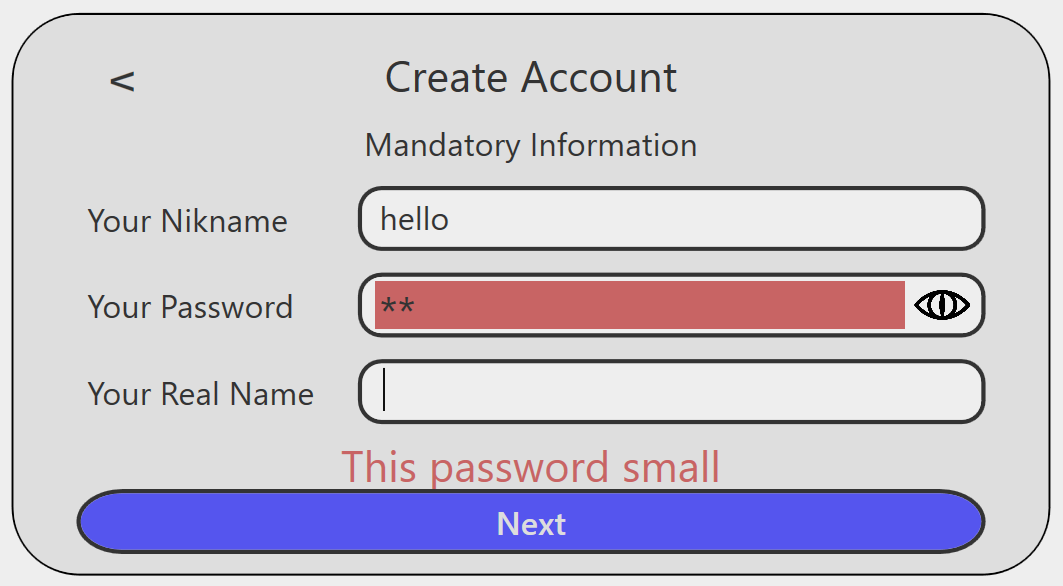 < Create Account
Mandatory Information
Your Nikname hello
Your Password **
Your Real Name
This password small
Next